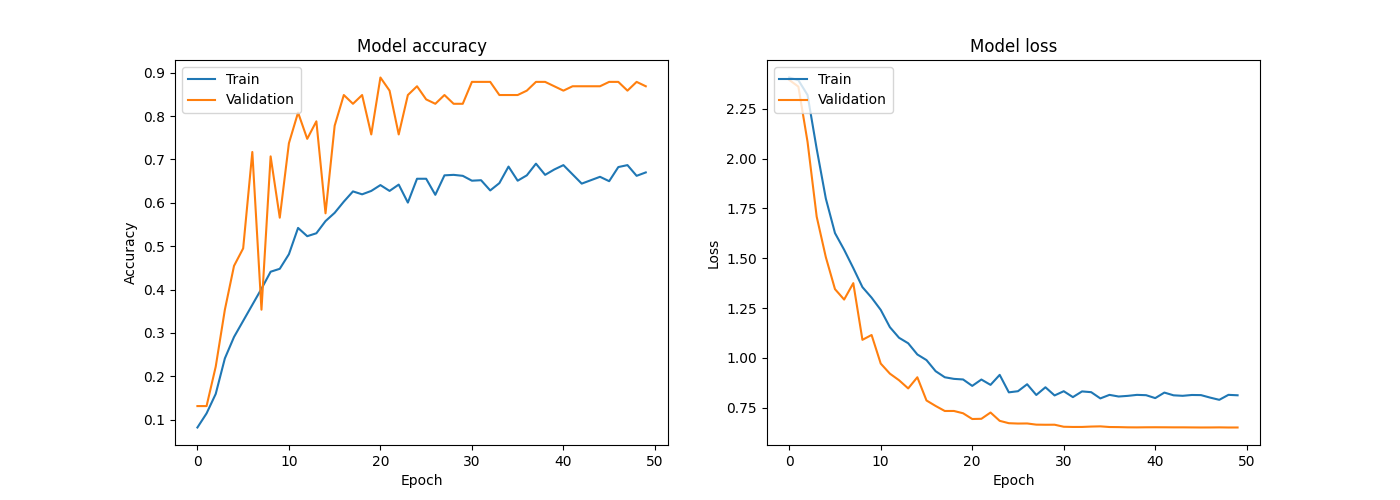 Model accuracy
Train
Validation
0.9
0.8
0.7
0.6
0.5
0.4
0.3
0.2
0.1
Accuracy
0 10 20 30 40 50
Epoch
Model loss
Train
Validation
2.25
2.00
1.75
1.50
1.25
1.00
0.75
Loss
0 10 20 30 40 50
Epoch